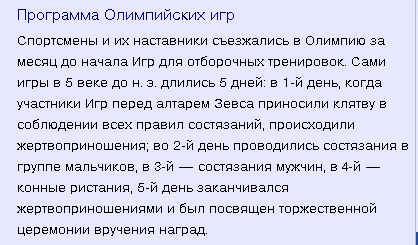 Программа Олимпийских игр
Спортсмены и их наставники съезжались в Олимпию за
месяц до начала Игр для отборочных тренировок. Сами
игры в 5 веке до н. э. длились 5 дней: в 1-й день, когда
участники Игр перед алтарем Зевса приносили клятву в
соблюдении всех правил состязаний, происходили
жертвоприношения; во 2-й день проводились состязания в
группе мальчиков, в 3-й — состязания мужчин, в 4-й —
конные ристания, 5-й день заканчивался
жертвоприношениями и был посвящен торжественной
церемонии вручения наград.